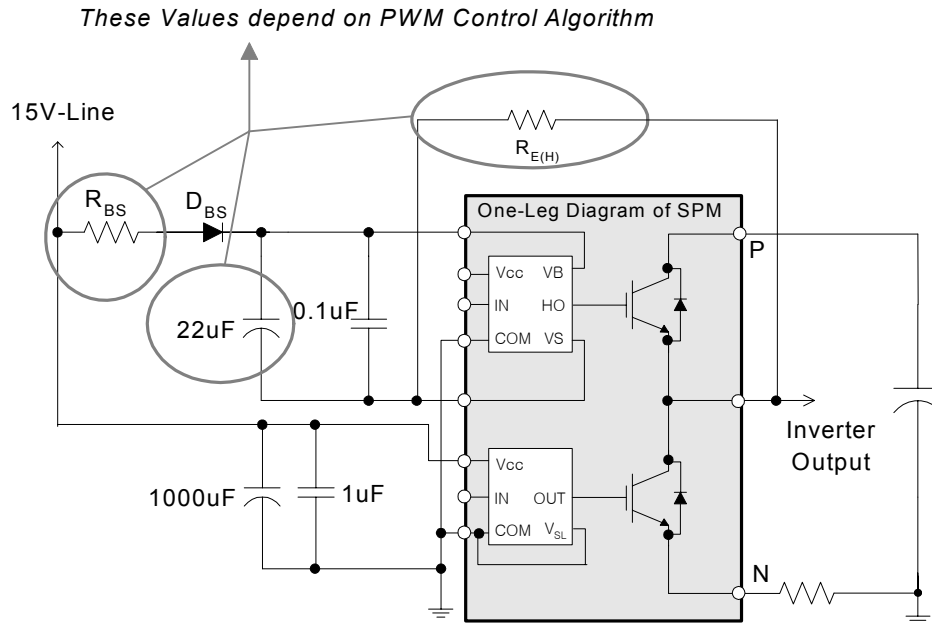 These Values depend on PWM Control Algorithm
15V-Line
R_E(H)
R_BS
D_BS
One-Leg Diagram of SPM
P
Vcc VB
IN HO
COM VS
22uF
0.1uF
Inverter
Output
Vcc
IN OUT
COM V_SL
1000uF
1uF
N